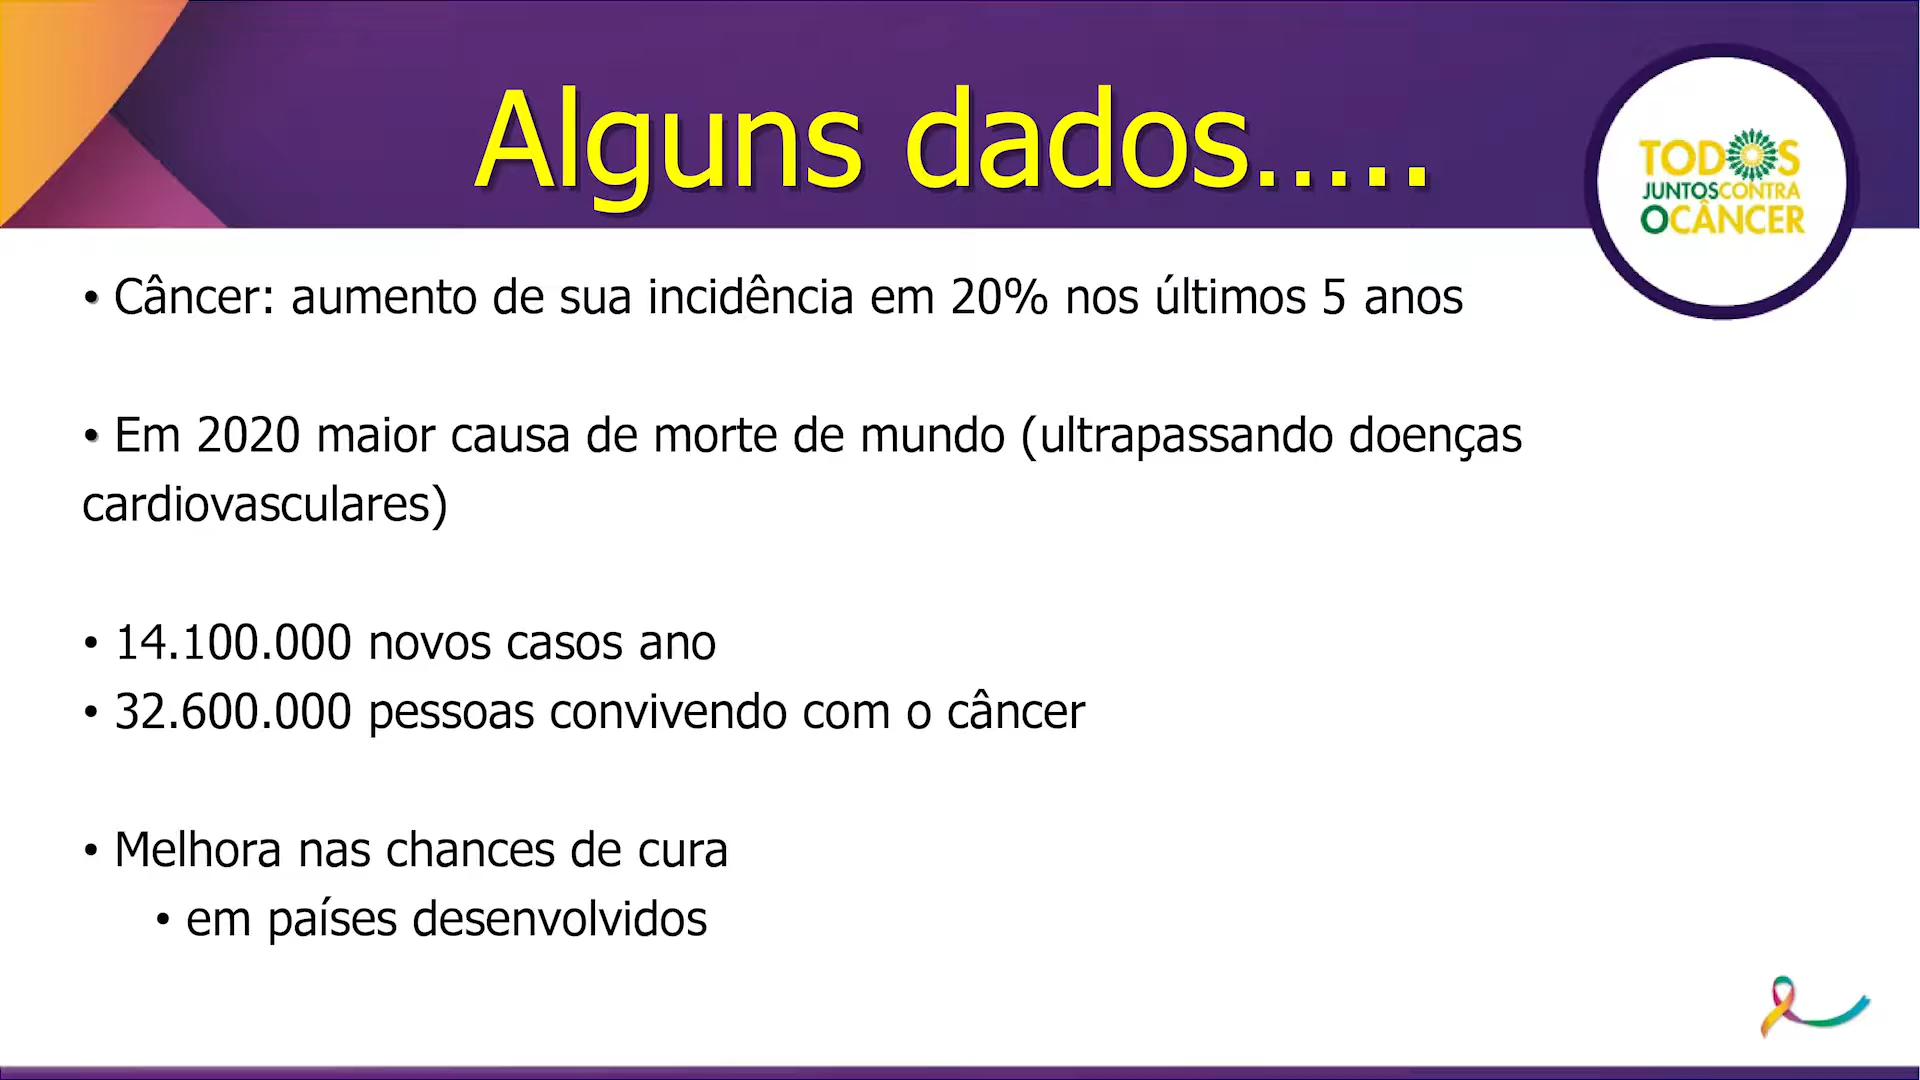 Alguns dados.....
TODOS
JUNTOSCONTRA
OCÂNCER
• Câncer: aumento de sua incidência em 20% nos últimos 5 anos
• Em 2020 maior causa de morte de mundo (ultrapassando doenças
cardiovasculares)
• 14.100.000 novos casos ano
• 32.600.000 pessoas convivendo com o câncer
• Melhora nas chances de cura
• em países desenvolvidos